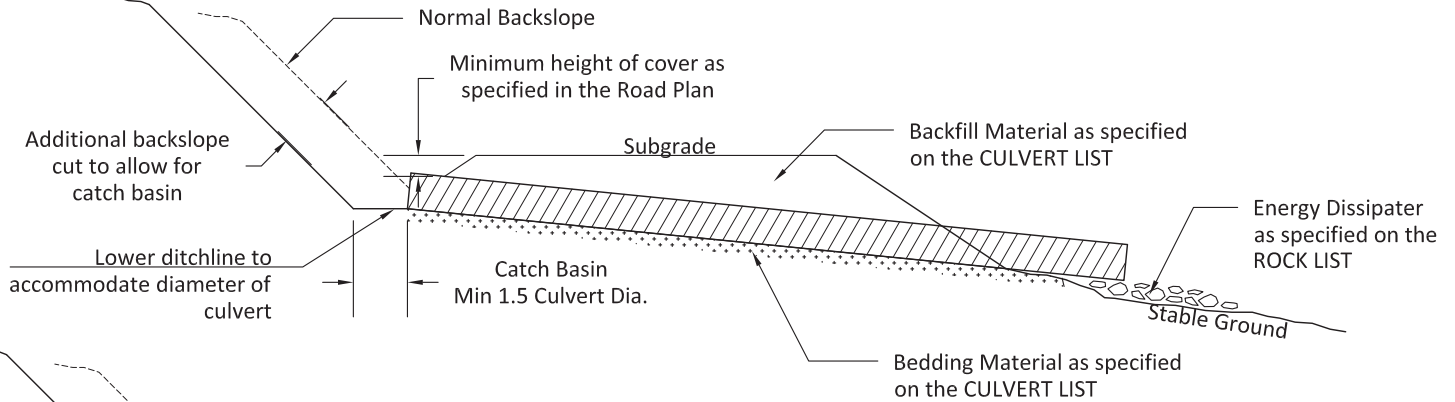 Normal Backslope
Minimum height of cover as
specified in the Road Plan
Additional backslope
cut to allow for
catch basin
Subgrade
Backfill Material as specified
on the CULVERT LIST
Energy Dissipater
as specified on the
ROCK LIST
Lower ditchline to
accommodate diameter of
culvert
Catch Basin
Min 1.5 Culvert Dia.
Stable Ground
Bedding Material as specified
on the CULVERT LIST